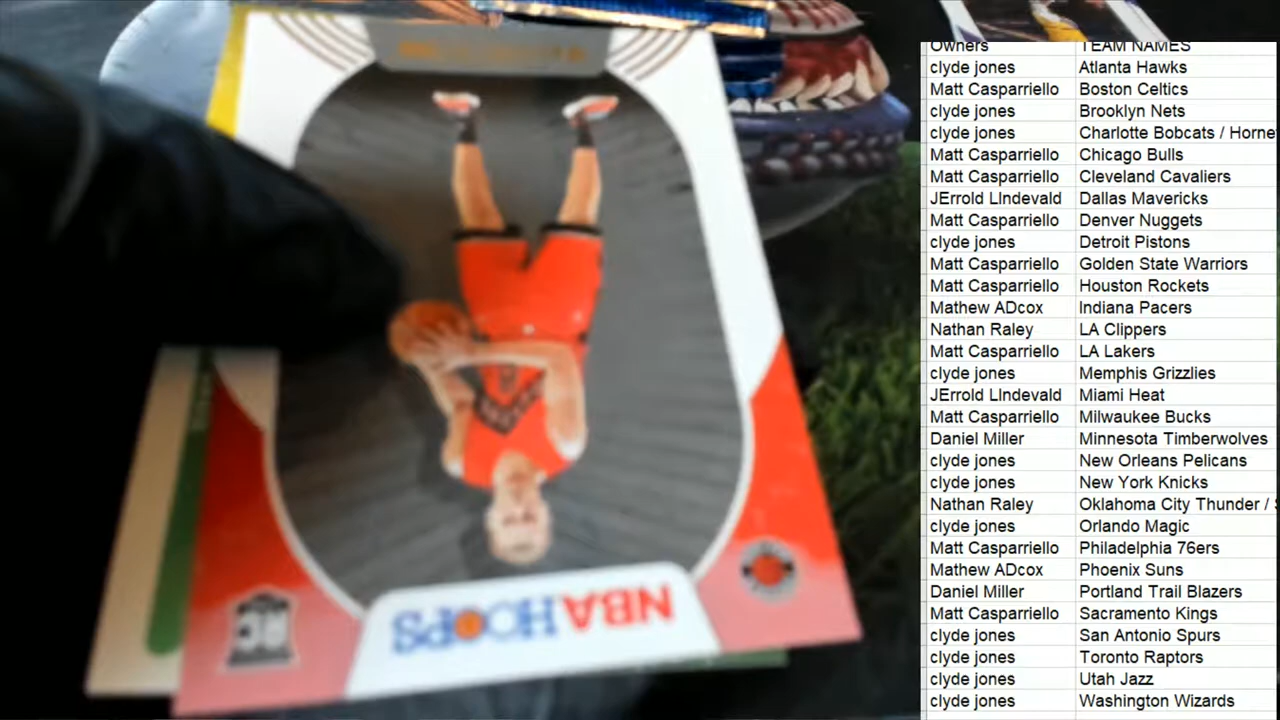 Owners TEAM NAMES
clyde jones Atlanta Hawks
Matt Casparriello Boston Celtics
clyde jones Brooklyn Nets
clyde jones Charlotte Bobcats / Horne
Matt Casparriello Chicago Bulls
Matt Casparriello Cleveland Cavaliers
JErrold LIndevald Dallas Mavericks
Matt Casparriello Denver Nuggets
clyde jones Detroit Pistons
Matt Casparriello Golden State Warriors
Matt Casparriello Houston Rockets
Mathew ADcox Indiana Pacers
Nathan Raley LA Clippers
Matt Casparriello LA Lakers
clyde jones Memphis Grizzlies
JErrold LIndevald Miami Heat
Matt Casparriello Milwaukee Bucks
Daniel Miller Minnesota Timberwolves
clyde jones New Orleans Pelicans
clyde jones New York Knicks
Nathan Raley Oklahoma City Thunder /
clyde jones Orlando Magic
Matt Casparriello Philadelphia 76ers
Mathew ADcox Phoenix Suns
Daniel Miller Portland Trail Blazers
Matt Casparriello Sacramento Kings
clyde jones San Antonio Spurs
clyde jones Toronto Raptors
clyde jones Utah Jazz
clyde jones Washington Wizards
NBA HOOPS
RC